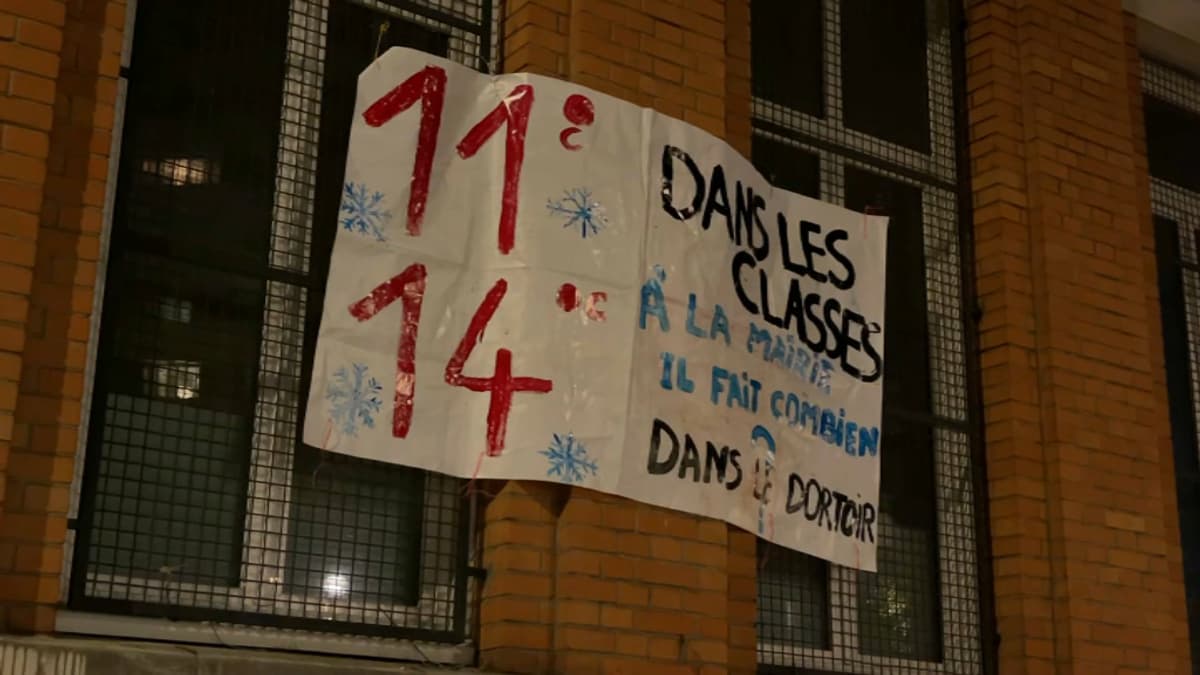 11°C
DANS LES
CLASSES
À LA MAIRIE
IL FAIT COMBIEN
?
14°C
DANS LE DORTOIR